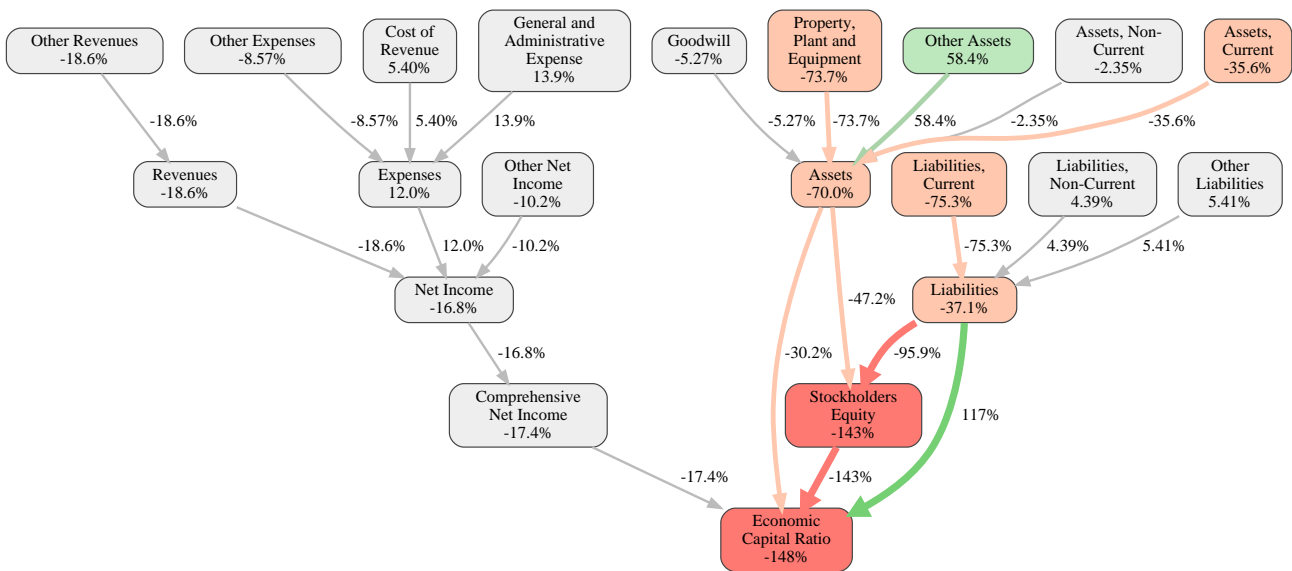 Other Revenues
-18.6%
Other Expenses
-8.57%
Cost of
Revenue
5.40%
General and
Administrative
Expense
13.9%
Goodwill
-5.27%
Property,
Plant and
Equipment
-73.7%
Other Assets
58.4%
Assets, Non-
Current
-2.35%
Assets,
Current
-35.6%
-18.6%
-8.57%
5.40%
13.9%
-5.27%
-73.7%
58.4%
-2.35%
-35.6%
Revenues
-18.6%
Expenses
12.0%
Other Net
Income
-10.2%
Assets
-70.0%
Liabilities,
Current
-75.3%
Liabilities,
Non-Current
4.39%
Other
Liabilities
5.41%
-18.6%
12.0%
-10.2%
-75.3%
4.39%
5.41%
Net Income
-16.8%
-47.2%
Liabilities
-37.1%
-16.8%
-30.2%
-95.9%
Comprehensive
Net Income
-17.4%
Stockholders
Equity
-143%
117%
-17.4%
-143%
Economic
Capital Ratio
-148%